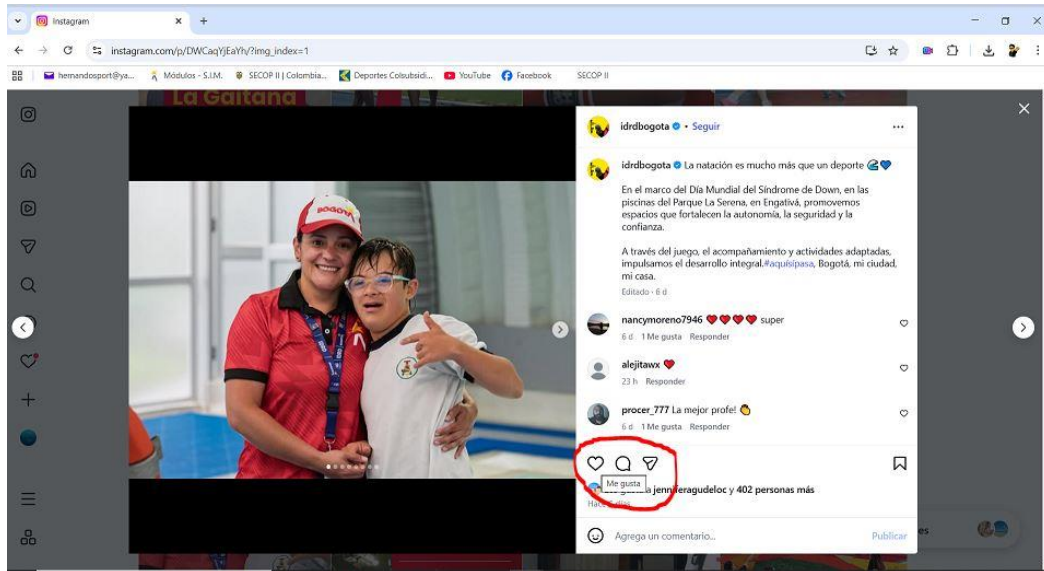 Instagram
instagram.com/p/DWCaqYjEaYh/?img_index=1
hernandosport@ya...
Módulos - S.I.M.
SECOP II | Colombia...
Deportes Colsubsidi...
YouTube
Facebook
SECOP II
La Gaitana
idrdbogota • Seguir
idrdbogota La natación es mucho más que un deporte
En el marco del Día Mundial del Síndrome de Down, en las
piscinas del Parque La Serena, en Engativá, promovemos
espacios que fortalecen la autonomía, la seguridad y la
confianza.
A través del juego, el acompañamiento y actividades adaptadas,
impulsamos el desarrollo integral.#aquísípasa, Bogotá, mi ciudad,
mi casa.
Editado · 6 d
BOGOTÁ
nancymoreno7946 ❤️❤️❤️❤️ super
6 d 1 Me gusta Responder
alejitawx ❤️
23 h Responder
procer_777 La mejor profe! 👏
6 d 1 Me gusta Responder
Me gusta
jenniferagudeloc y 402 personas más
Hace días
Agrega un comentario...
Publicar
es